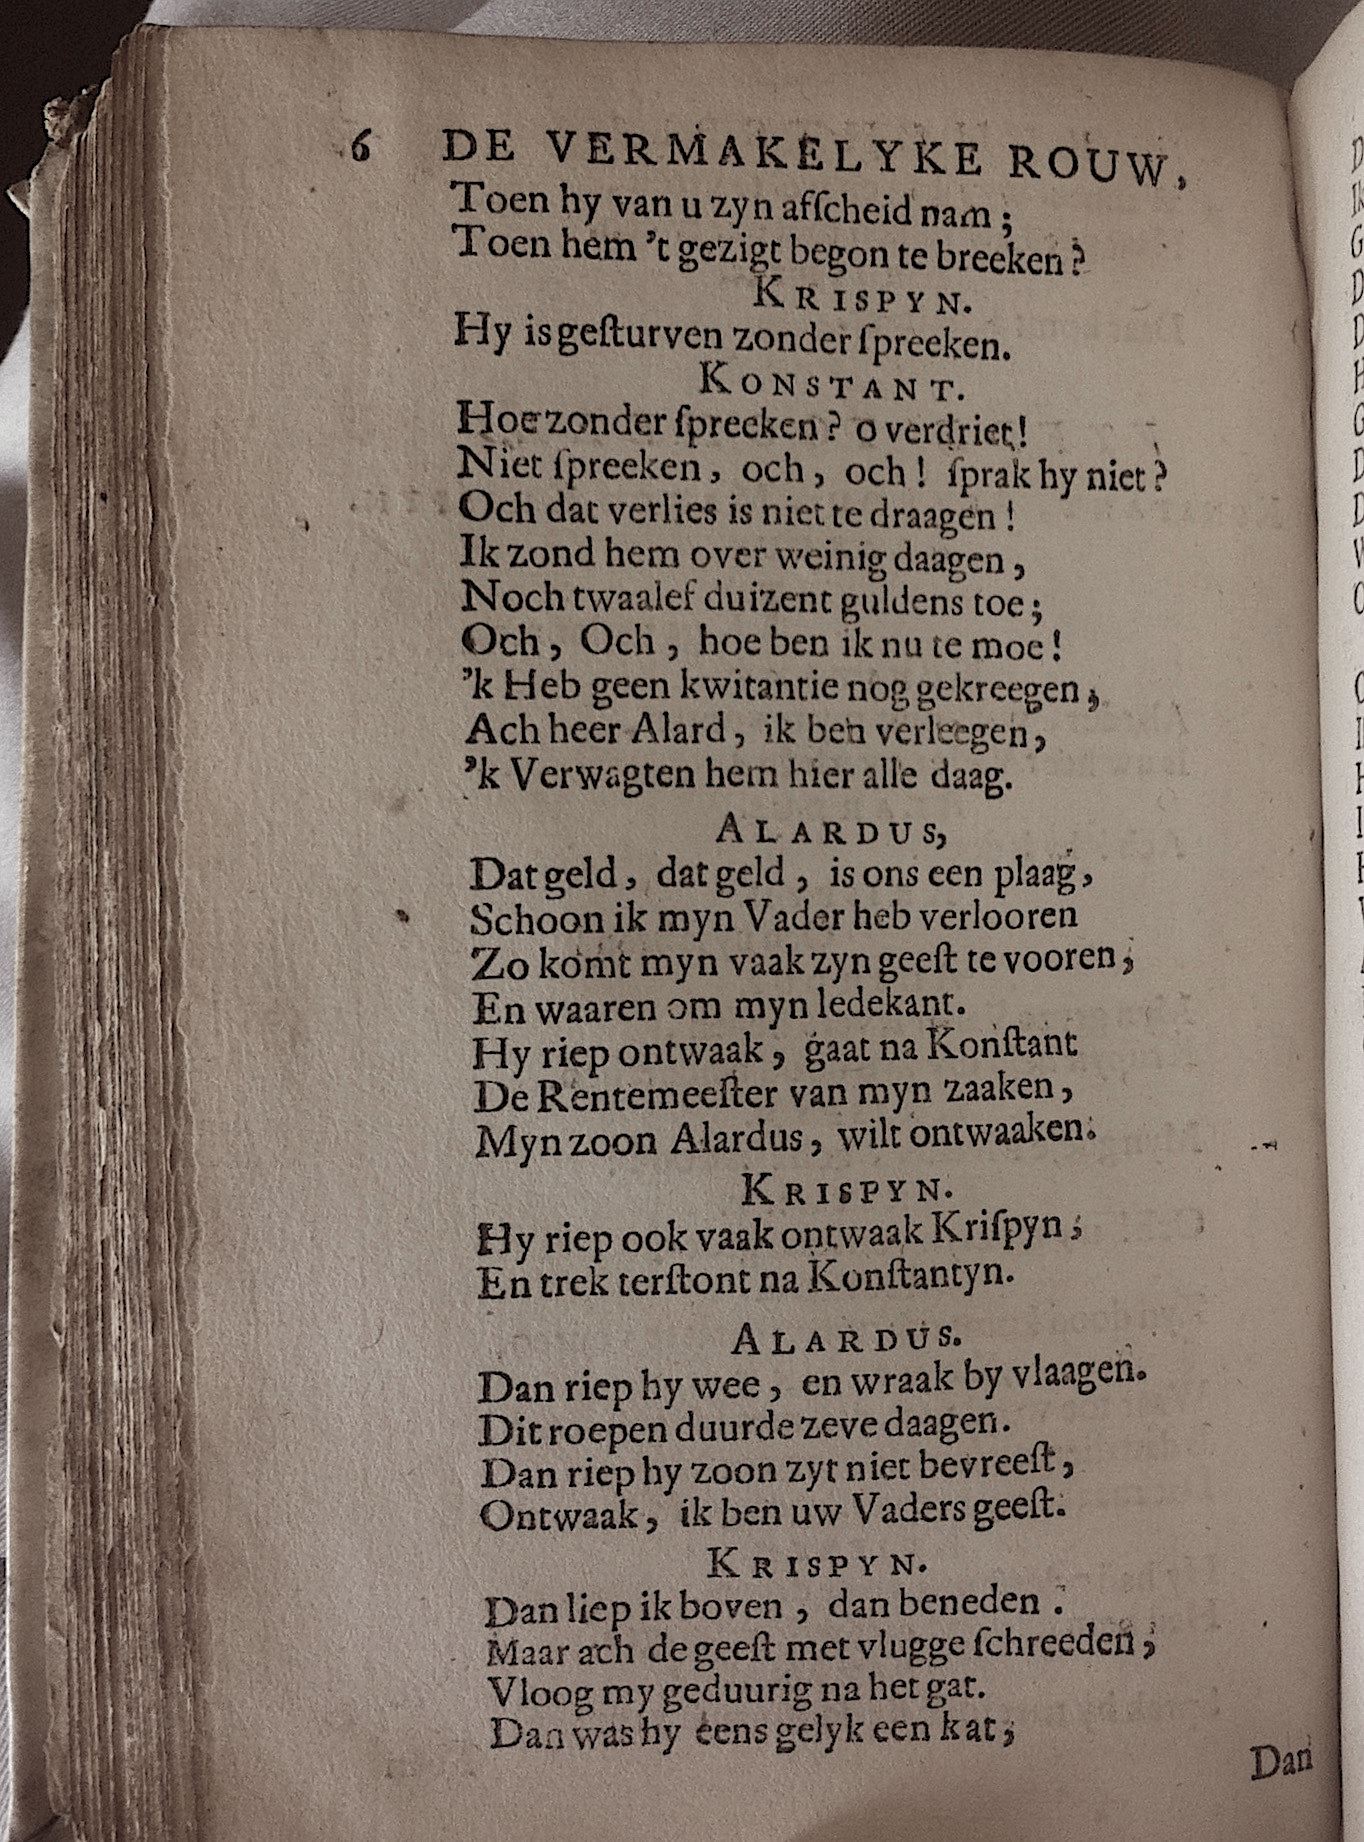 6 DE VERMAKELYKE ROUW,
Toen hy van u zyn afſcheid nam ;
Toen hem ’t gezigt begon te breeken ?
KRISPYN.
Hy is geſturven zonder ſpreeken.
KONSTANT.
Hoe zonder ſpreeken ? o verdriet !
Niet ſpreeken , och , och ! ſprak hy niet ?
Och dat verlies is niet te draagen !
Ik zond hem over weinig daagen ,
Noch twaalef duizent guldens toe ;
Och , Och , hoe ben ik nu te moe !
’k Heb geen kwitantie nog gekreegen ,
Ach heer Alard , ik ben verleegen ,
’k Verwagten hem hier alle daag.
ALARDUS,
Dat geld , dat geld , is ons een plaag ,
Schoon ik myn Vader heb verlooren
Zo komt myn vaak zyn geeſt te vooren ,
En waaren om myn ledekant.
Hy riep ontwaak , gaat na Konſtant
De Rentemeeſter van myn zaaken ,
Myn zoon Alardus , wilt ontwaaken.
KRISPYN.
Hy riep ook vaak ontwaak Kriſpyn ;
En trek terſtont na Konſtantyn.
ALARDUS.
Dan riep hy wee , en wraak by vlaagen.
Dit roepen duurde zeve daagen.
Dan riep hy zoon zyt niet bevreeſt ,
Ontwaak , ik ben uw Vaders geeſt.
KRISPYN.
Dan liep ik boven , dan beneden .
Maar ach de geeſt met vlugge ſchreeden ,
Vloog my geduurig na het gat.
Dan was hy eens gelyk een kat ;
Dan